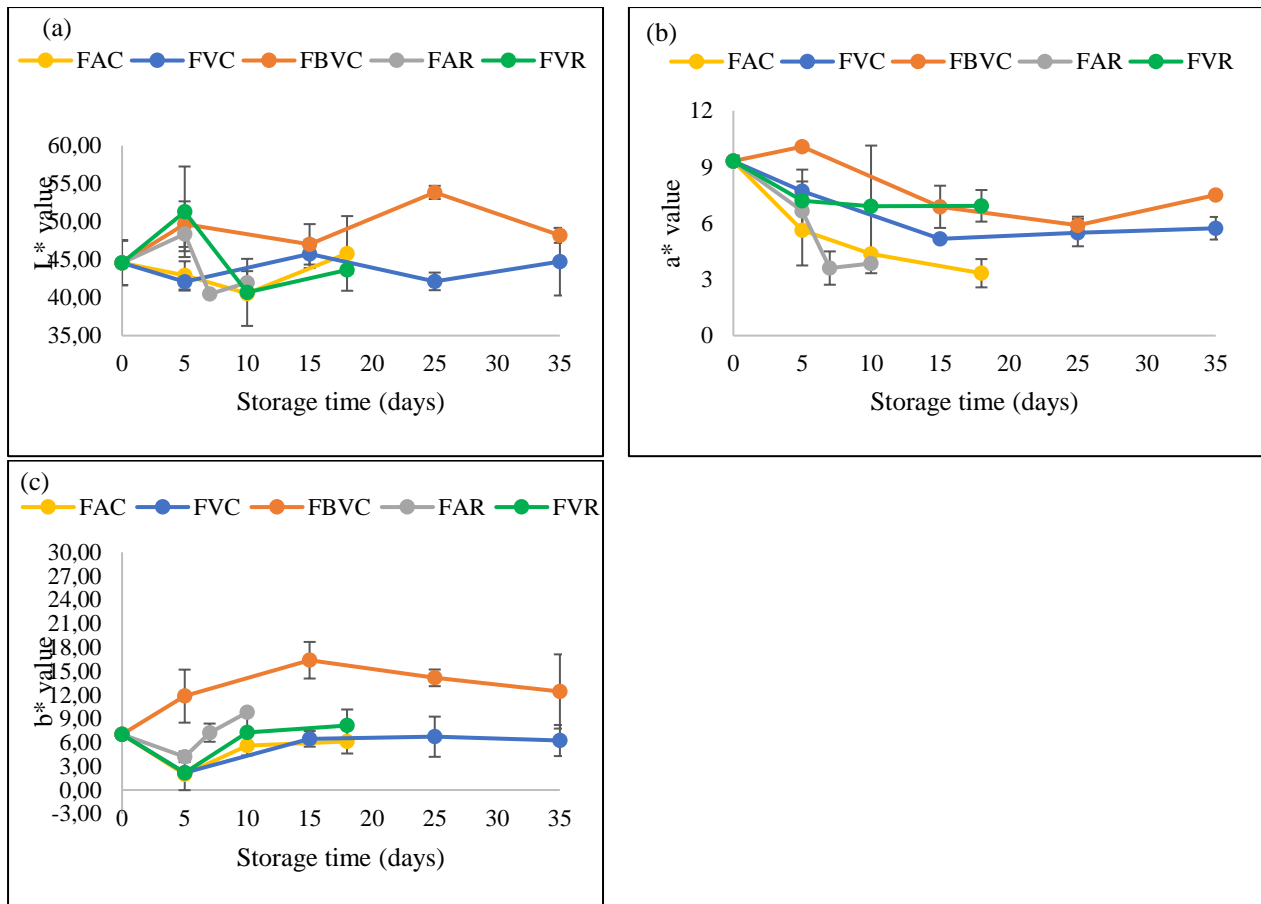 (a)
FAC FVC FBVC FAR FVR
60,00
55,00
50,00
45,00
40,00
35,00
L* value
0 5 10 15 20 25 30 35
Storage time (days)
(b)
FAC FVC FBVC FAR FVR
12
9
6
3
0
a* value
0 5 10 15 20 25 30 35
Storage time (days)
(c)
FAC FVC FBVC FAR FVR
30,00
27,00
24,00
21,00
18,00
15,00
12,00
9,00
6,00
3,00
0,00
-3,00
b* value
0 5 10 15 20 25 30 35
Storage time (days)